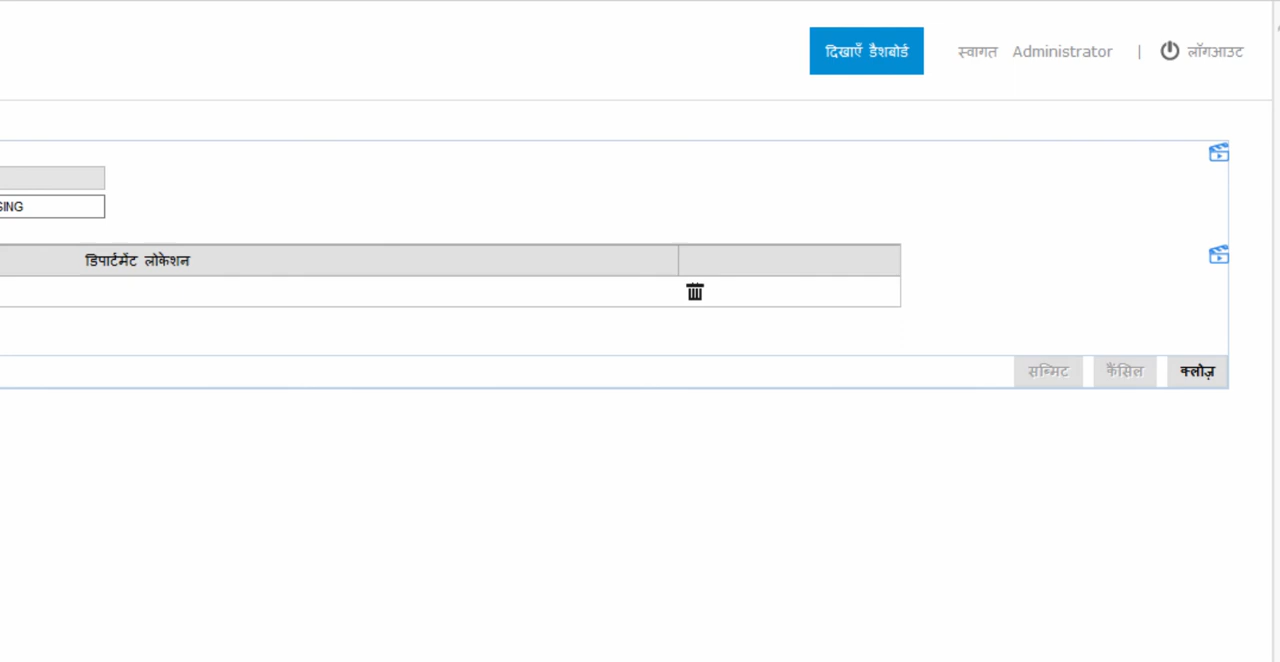 दिखाएँ डैशबोर्ड स्वागत Administrator | लॉगआउट
SING
डिपार्टमेंट लोकेशन
सब्मिट कैंसिल क्लोज़